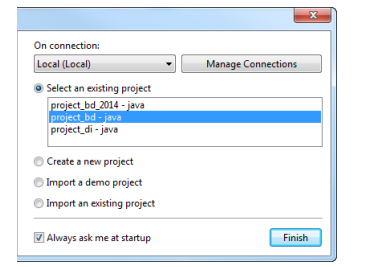 On connection:
Local (Local)
Manage Connections
Select an existing project
project_bd_2014 - java
project_bd - java
project_di - java
Create a new project
Import a demo project
Import an existing project
Always ask me at startup
Finish